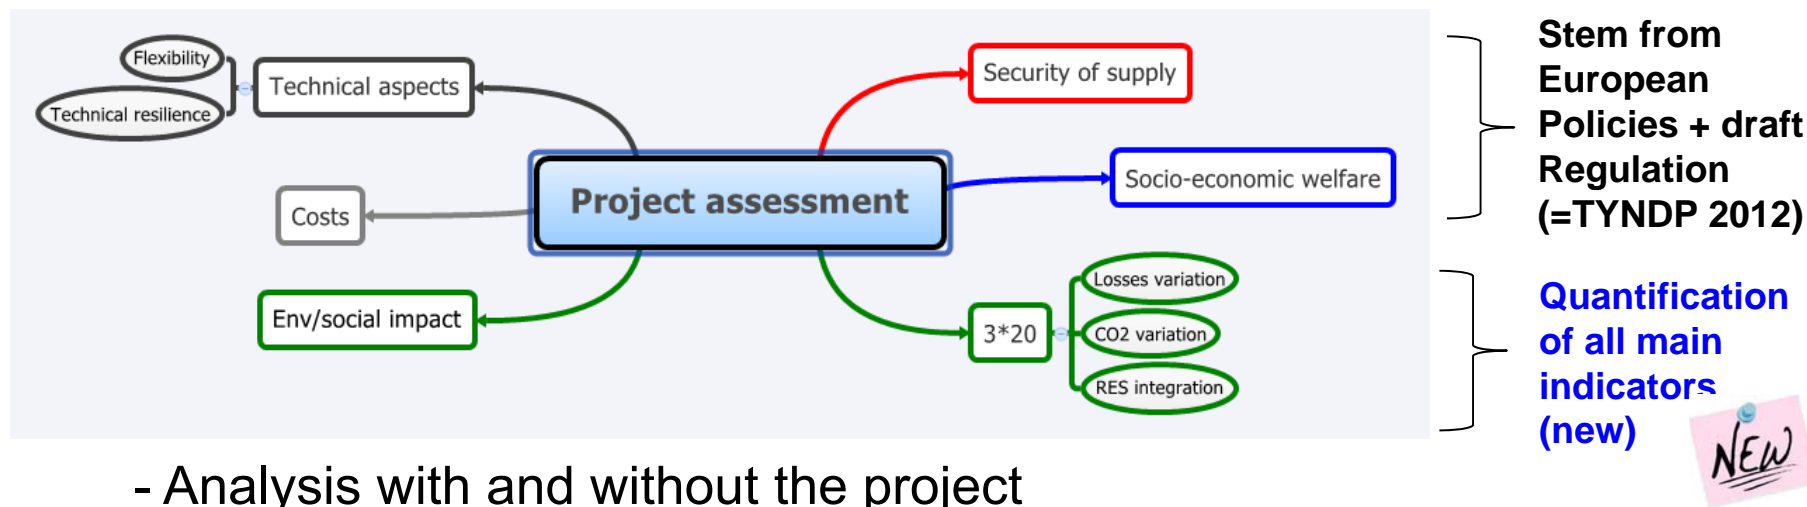 Flexibility
Technical resilience
Technical aspects
Security of supply
Socio-economic welfare
Project assessment
Costs
Env/social impact
3*20
Losses variation
CO2 variation
RES integration
Stem from
European
Policies + draft
Regulation
(=TYNDP 2012)
Quantification
of all main
indicators
(new)
NEW
- Analysis with and without the project